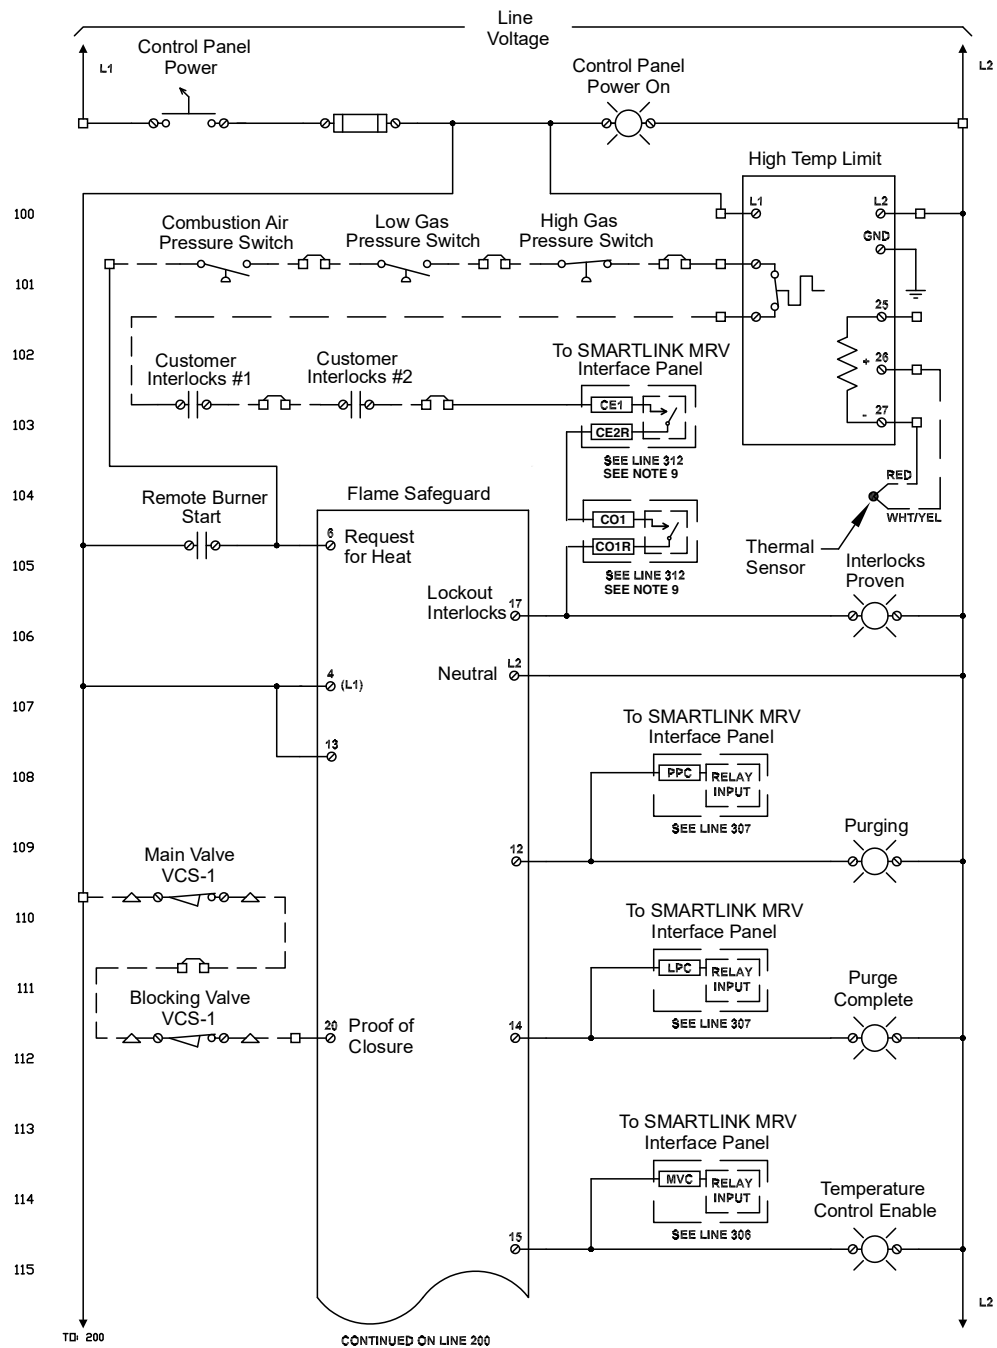 Line
Voltage
L1
Control Panel
Power
Control Panel
Power On
L2
High Temp Limit
100
Combustion Air
Pressure Switch
Low Gas
Pressure Switch
High Gas
Pressure Switch
L1
L2
GND
101
25
102
Customer
Interlocks #1
Customer
Interlocks #2
To SMARTLINK MRV
Interface Panel
+
26
CE1
CE2R
-
27
103
SEE LINE 312
SEE NOTE 9
104
Remote Burner
Start
Flame Safeguard
RED
WHT/YEL
CO1
CO1R
6
Request
for Heat
Thermal
Sensor
Interlocks
Proven
105
SEE LINE 312
SEE NOTE 9
Lockout
Interlocks
17
106
4
(L1)
Neutral
L2
107
To SMARTLINK MRV
Interface Panel
13
PPC
RELAY
INPUT
108
SEE LINE 307
Purging
109
Main Valve
VCS-1
12
110
To SMARTLINK MRV
Interface Panel
LPC
RELAY
INPUT
111
Blocking Valve
VCS-1
SEE LINE 307
Purge
Complete
20
Proof of
Closure
14
112
113
To SMARTLINK MRV
Interface Panel
MVC
RELAY
INPUT
114
SEE LINE 306
Temperature
Control Enable
15
115
L2
TO: 200
CONTINUED ON LINE 200